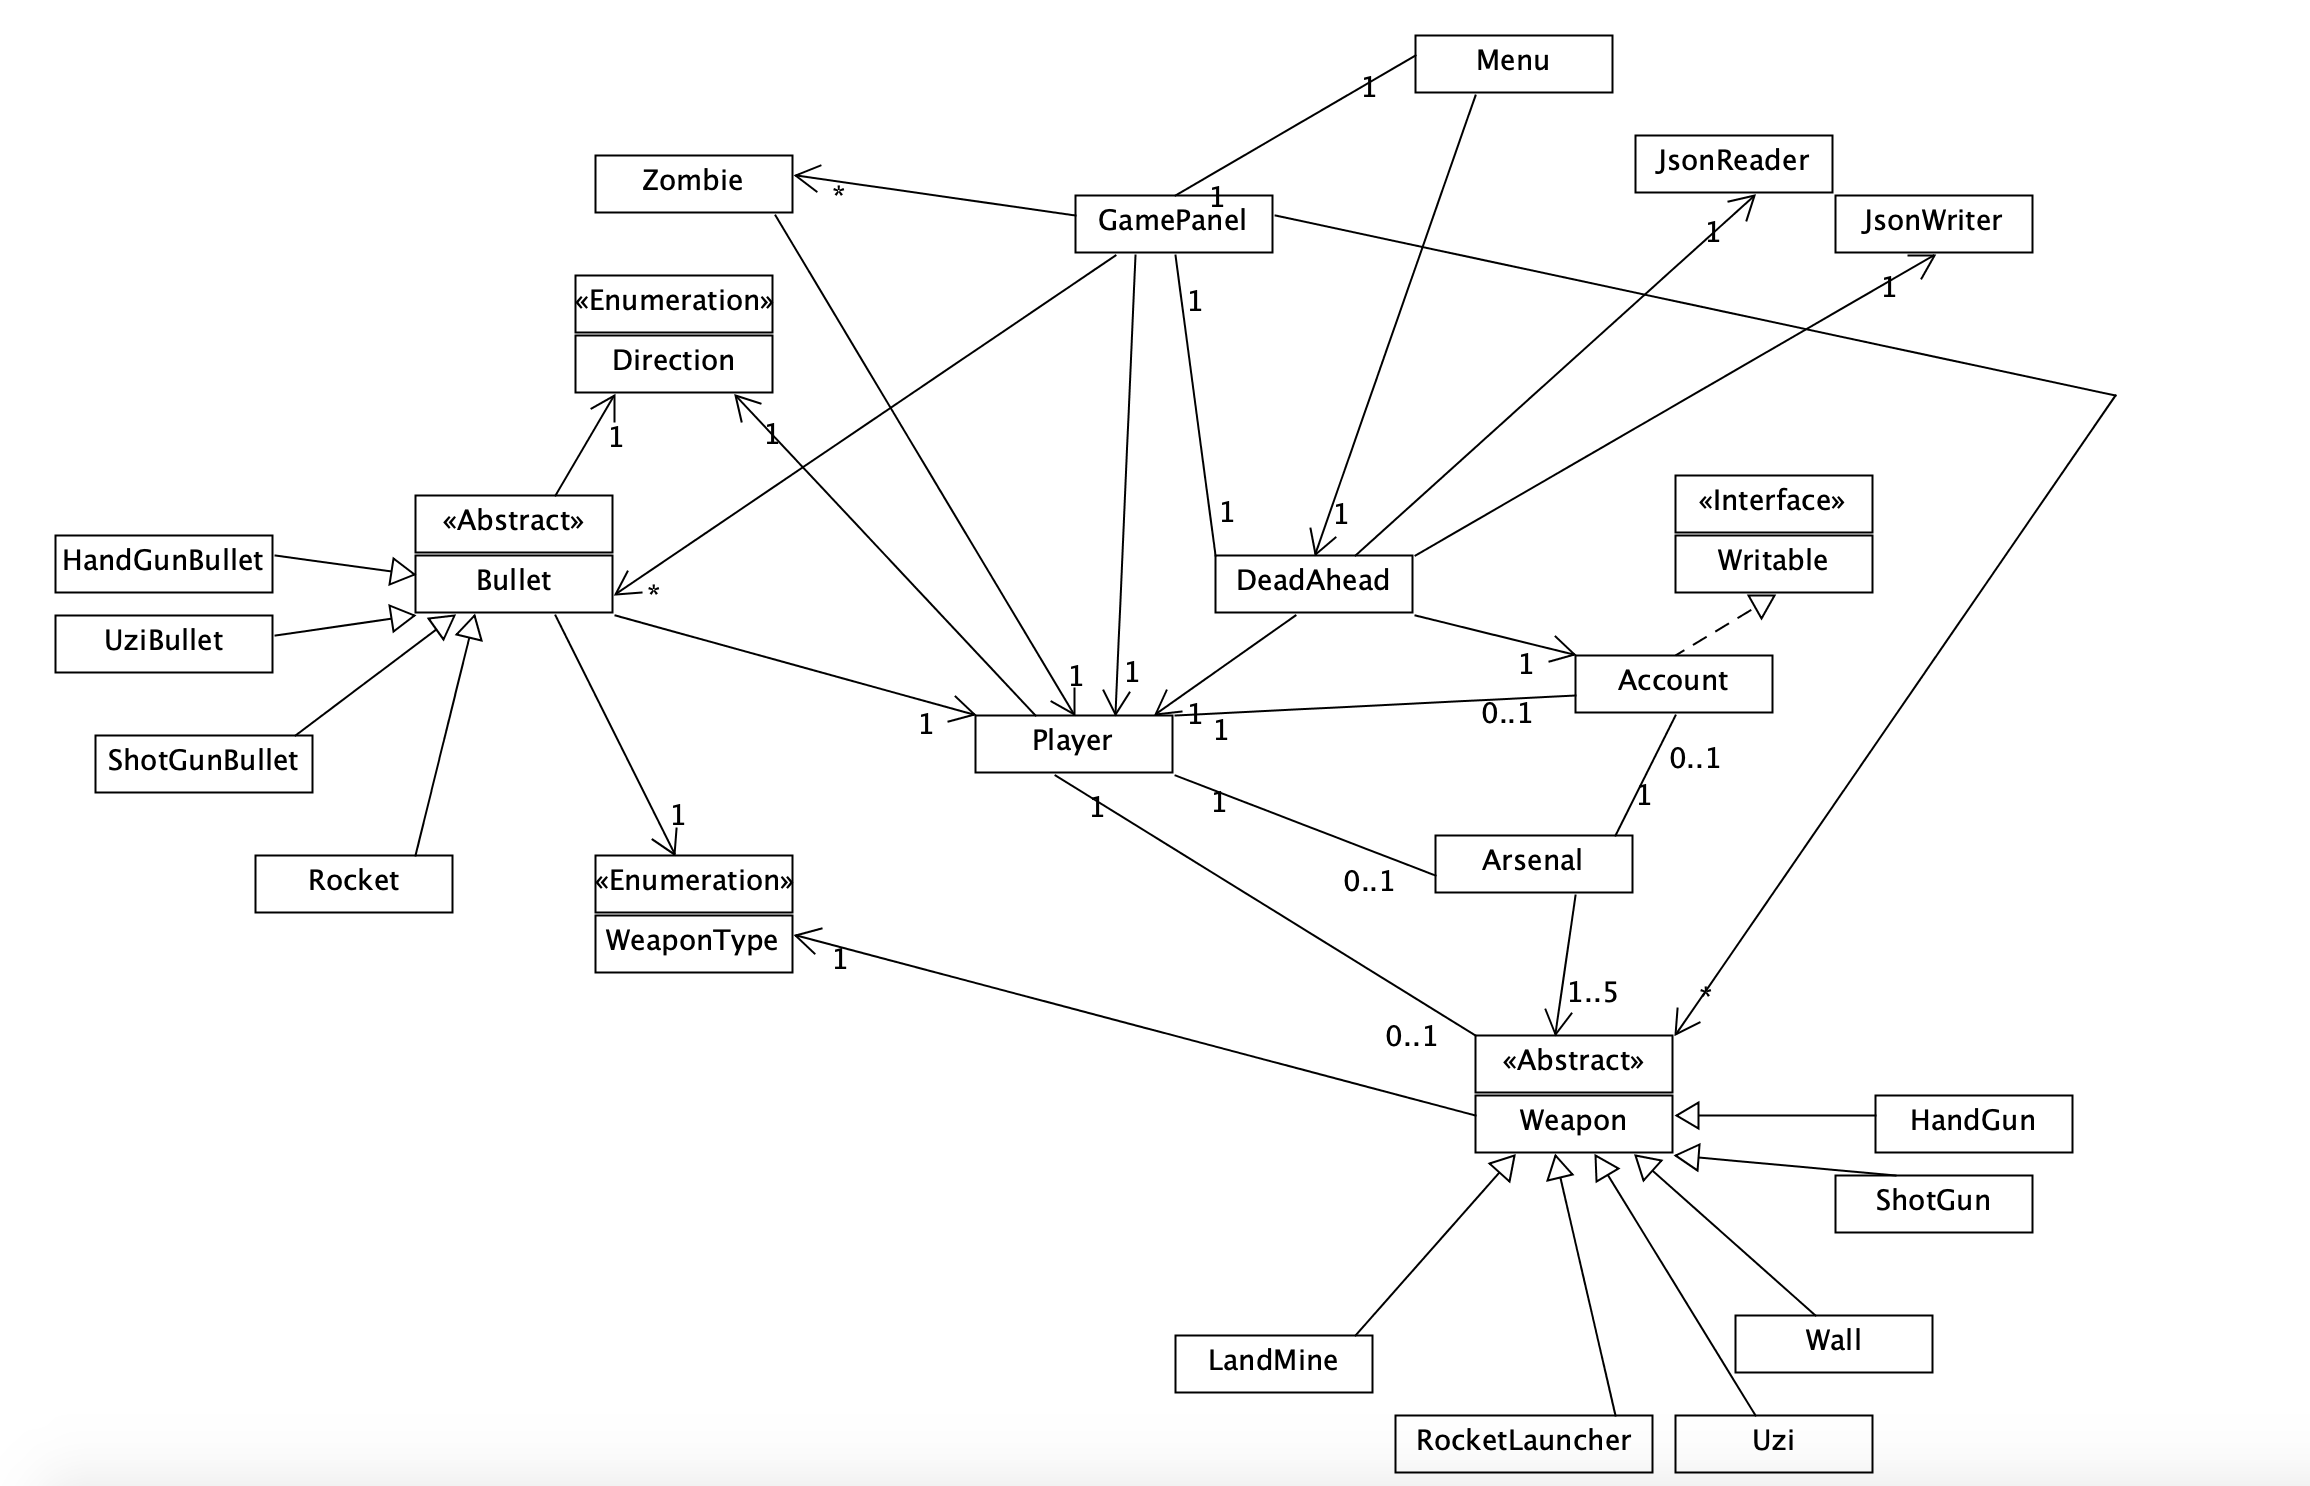 Menu
1
JsonReader
Zombie
*
1
GamePanel
JsonWriter
1
1
1
«Enumeration»
Direction
1
1
«Abstract»
Bullet
*
1
1
DeadAhead
«Interface»
Writable
HandGunBullet
UziBullet
ShotGunBullet
Rocket
1
1
1
1
1
1
0..1
Account
Player
0..1
1
1
1
0..1
Arsenal
1
«Enumeration»
WeaponType
1
1..5
*
0..1
«Abstract»
Weapon
HandGun
ShotGun
LandMine
Wall
RocketLauncher
Uzi